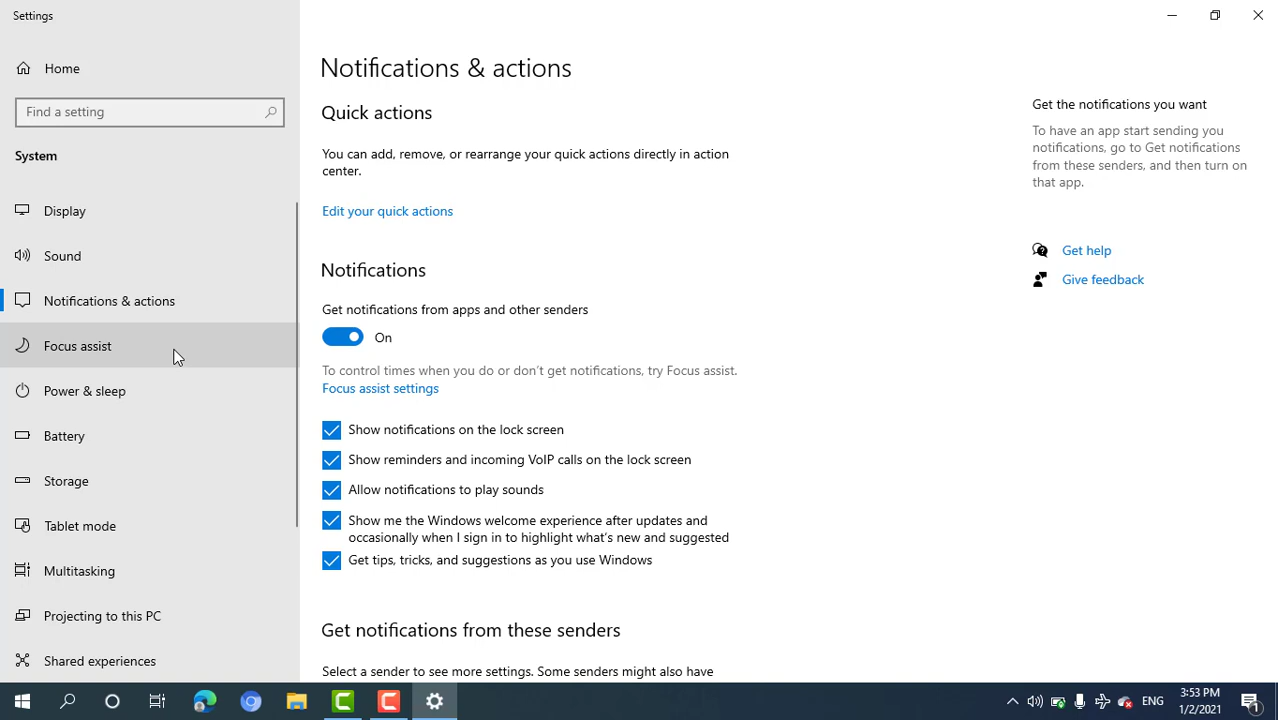 Settings
Home
Find a setting
System
Display
Sound
Notifications & actions
Focus assist
Power & sleep
Battery
Storage
Tablet mode
Multitasking
Projecting to this PC
Shared experiences
Notifications & actions
Quick actions
You can add, remove, or rearrange your quick actions directly in action
center.
Edit your quick actions
Notifications
Get notification from apps and other senders
On
To control times when you do or don't get notifications, try Focus assist.
Focus assist settings
Show notifications on the lock screen
Show reminders and incoming VoIP calls on the lock screen
Allow notifications to play sounds
Show me the Windows welcome experience after updates and
occasionally when I sign in to highlight what's new and suggested
Get tips, tricks, and suggestions as you use Windows
Get notifications from these senders
Select a sender to see more settings. Some senders might also have
Get the notifications you want
To have an app start sending you
notifications, go to Get notifications
from these senders, and then turn on
that app.
Get help
Give feedback
ENG
3:53 PM
1/2/2021
1